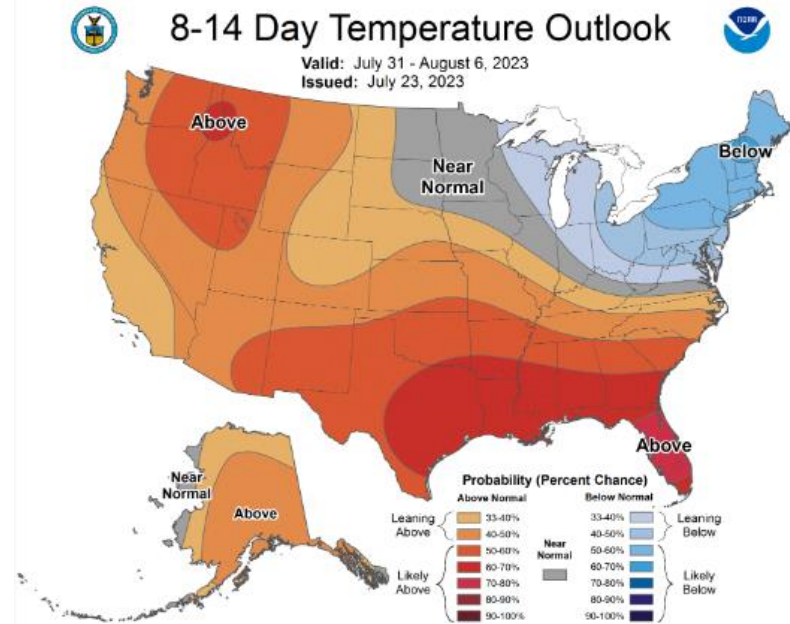 8-14 Day Temperature Outlook
Valid: July 31 - August 6, 2023
Issued: July 23, 2023
NOAA
Above
Near
Normal
Below
Above
Near
Normal
Above
Probability (Percent Chance)
Above Normal
Below Normal
Leaning
Above
33-40%
40-50%
Likely
Above
50-60%
60-70%
70-80%
80-90%
90-100%
Near
Normal
33-40%
40-50%
Leaning
Below
50-60%
60-70%
70-80%
80-90%
90-100%
Likely
Below